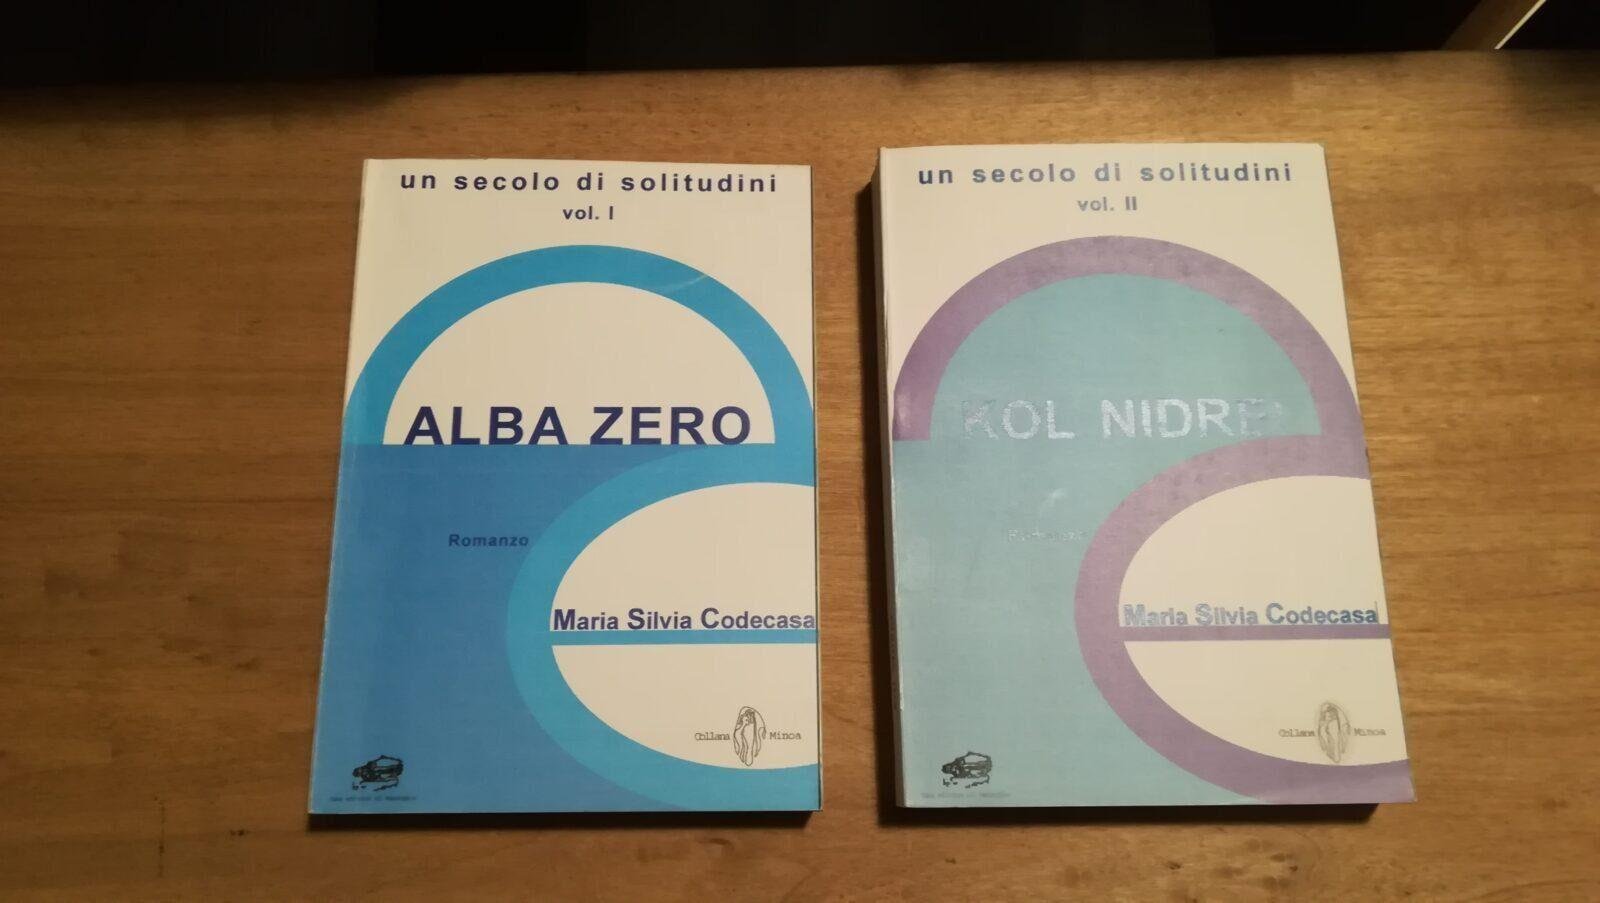 un secolo di solitudini
vol. I
ALBA ZERO
Romanzo
Maria Silvia Codecasa
Collana Minoa
un secolo di solitudini
vol. II
KOL NIDRE'
Romanzo
Maria Silvia Codecasa
Collana Minoa